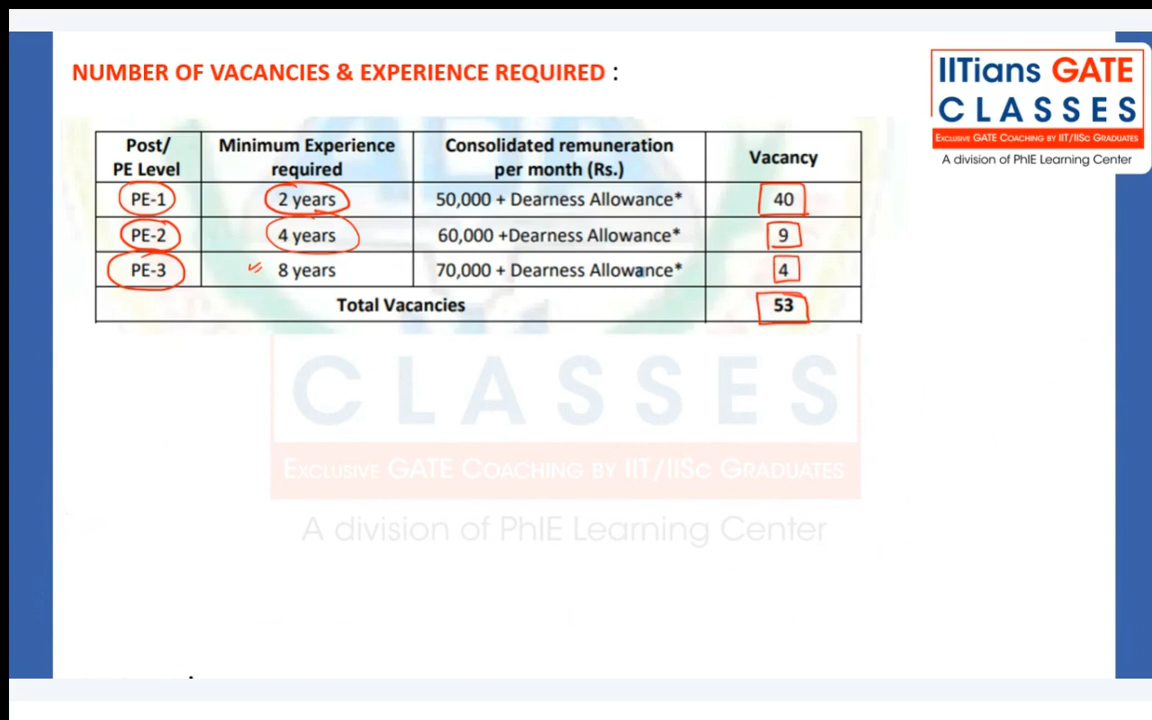 NUMBER OF VACANCIES & EXPERIENCE REQUIRED :
IITians GATE
CLASSES
EXCLUSIVE GATE COACHING BY IIT/IISc GRADUATES
A division of PhIE Learning Center
Post/ PE Level Minimum Experience required Consolidated remuneration per month (Rs.) Vacancy
PE-1 2 years 50,000 + Dearness Allowance* 40
PE-2 4 years 60,000 +Dearness Allowance* 9
PE-3 8 years 70,000 + Dearness Allowance* 4
Total Vacancies 53
CLASSES
EXCLUSIVE GATE COACHING BY IIT/IISc GRADUATES
A division of PhIE Learning Center